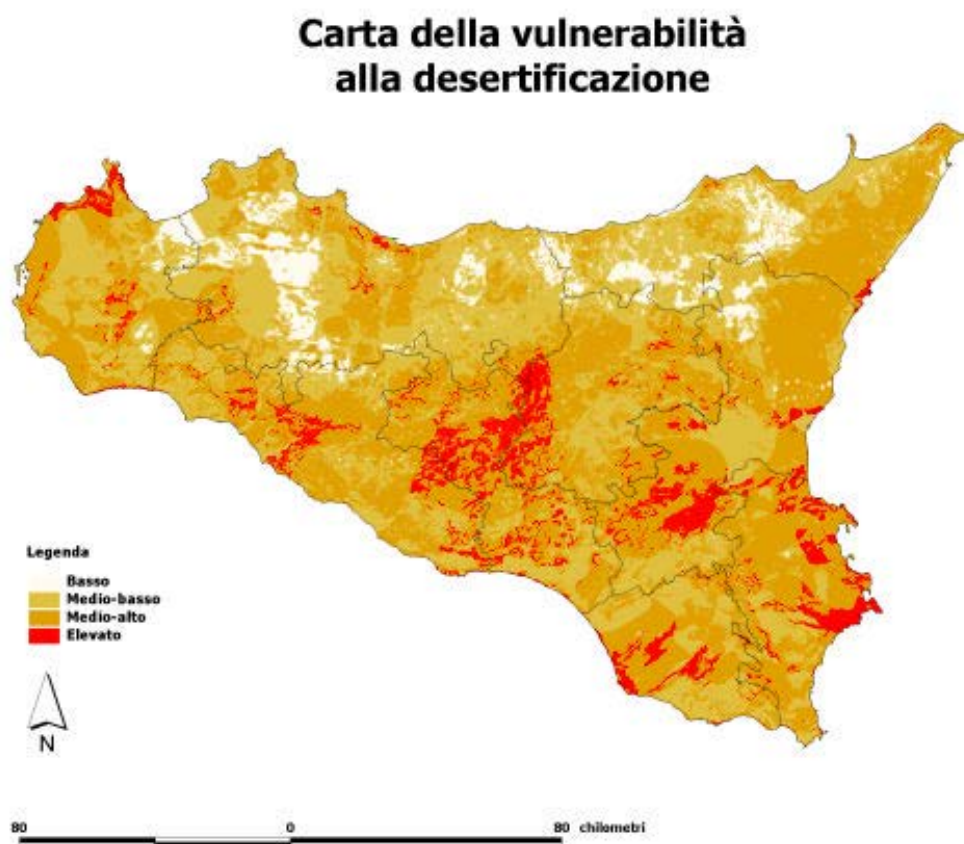 Carta della vulnerabilità
alla desertificazione
Legenda
Basso
Medio-basso
Medio-alto
Elevato
N
80 0 80 chilometri